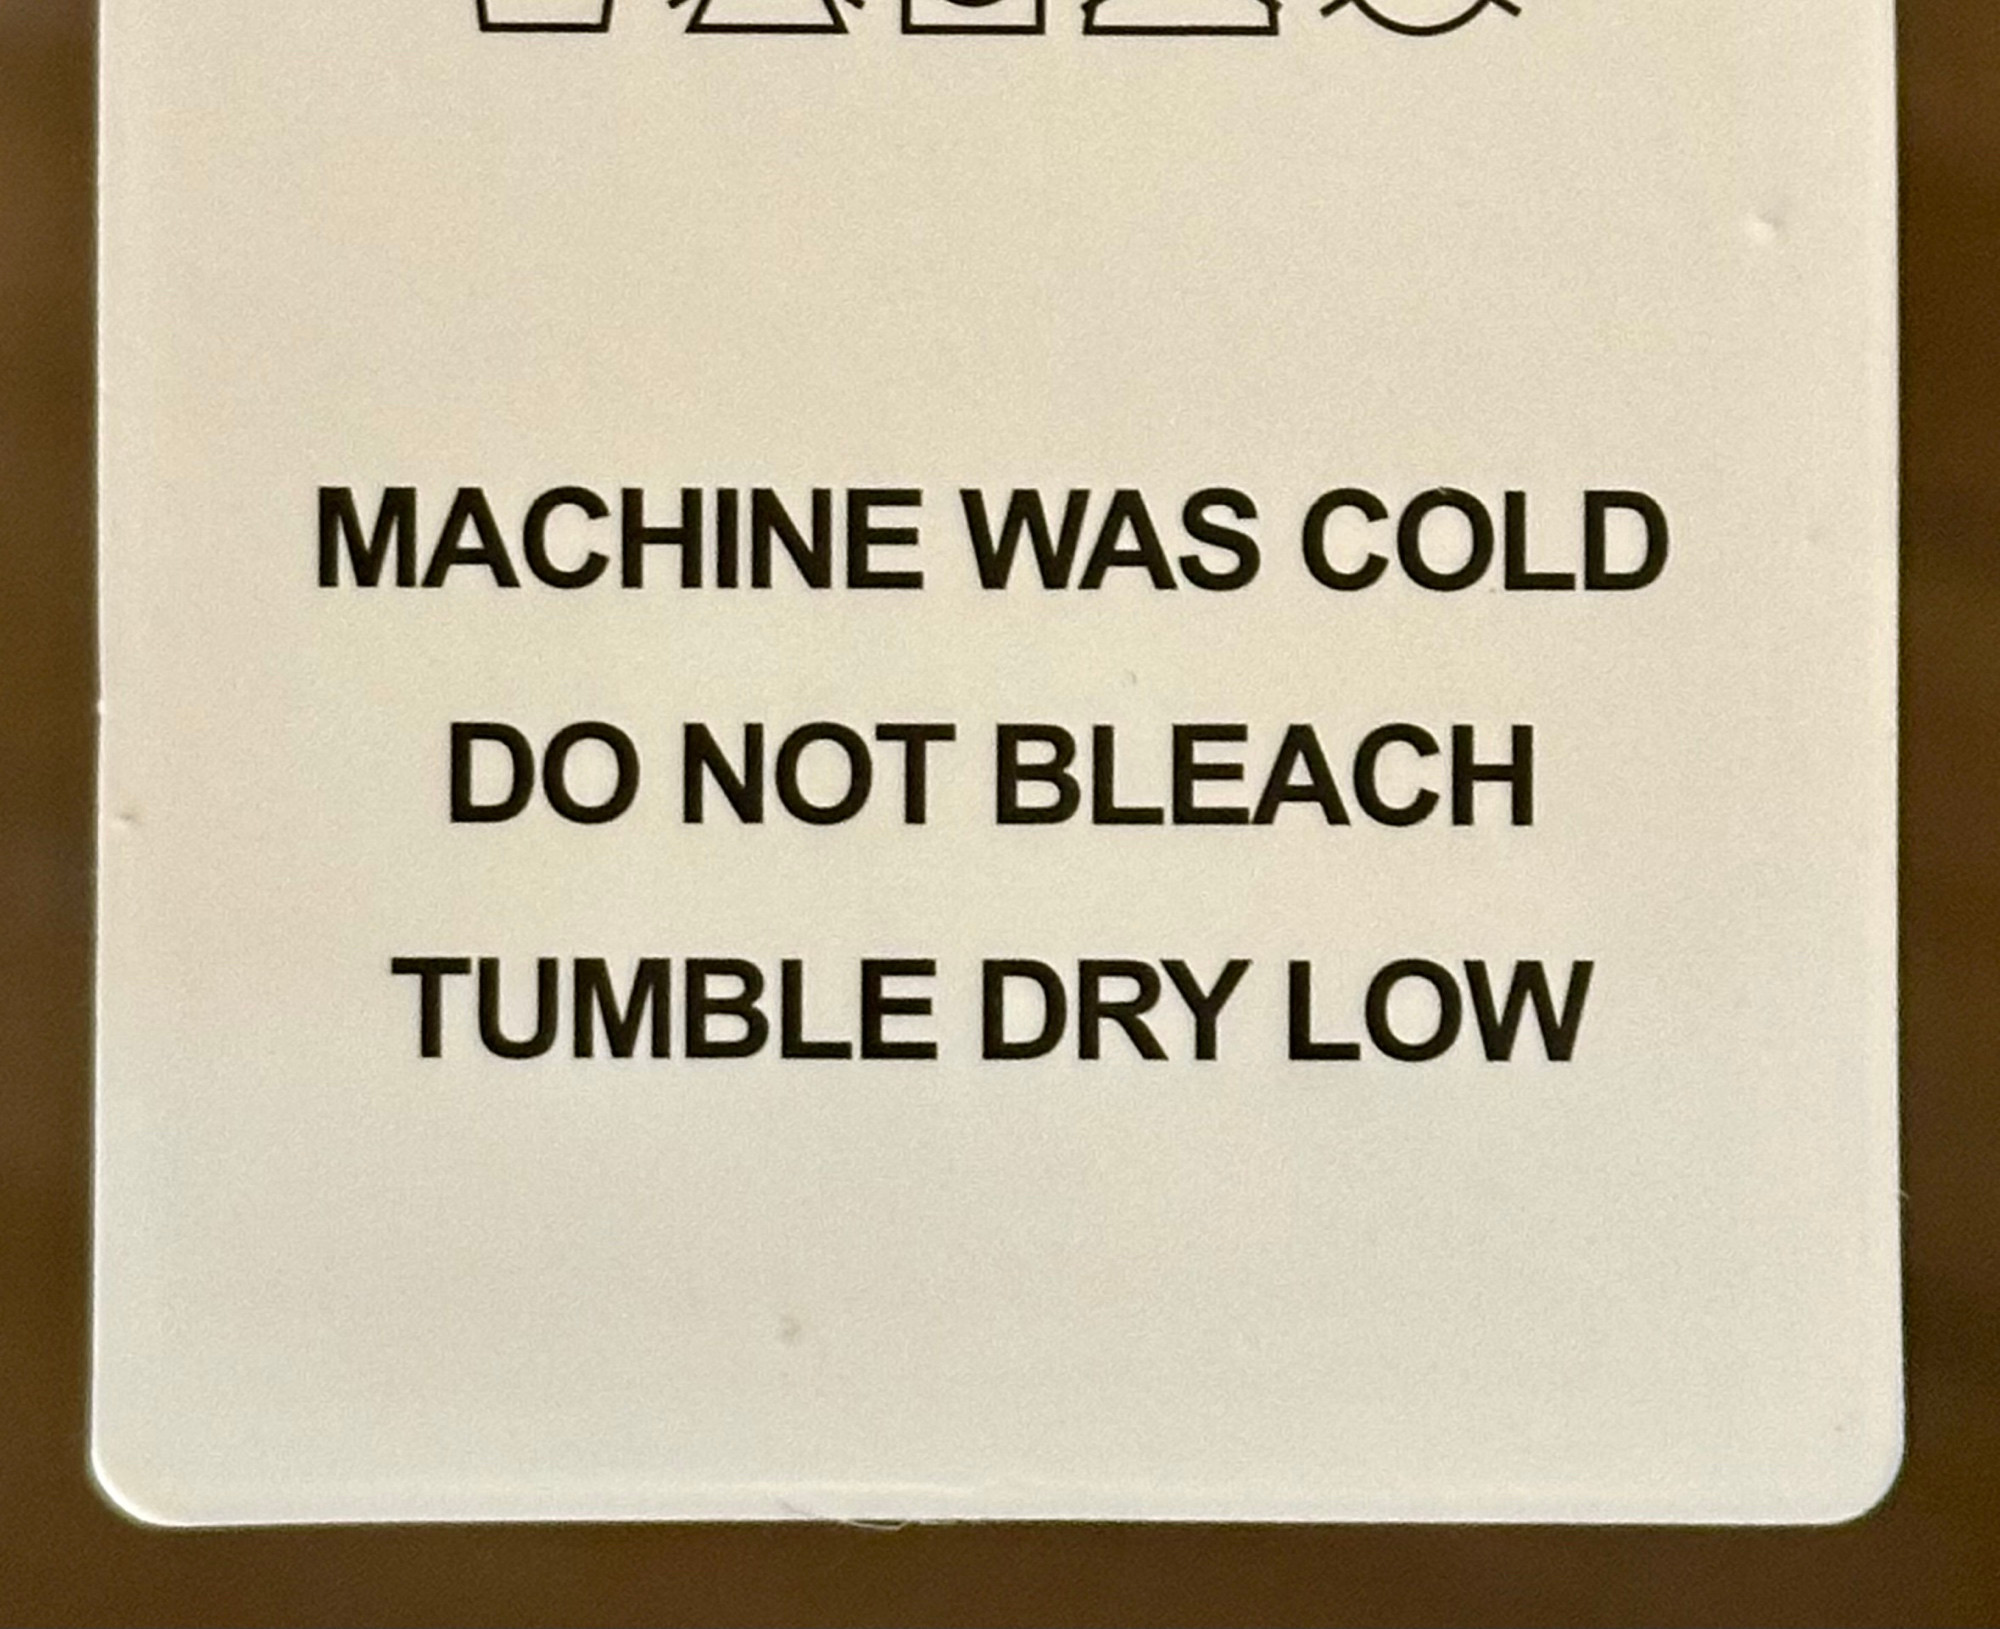 MACHINE WAS COLD
DO NOT BLEACH
TUMBLE DRY LOW